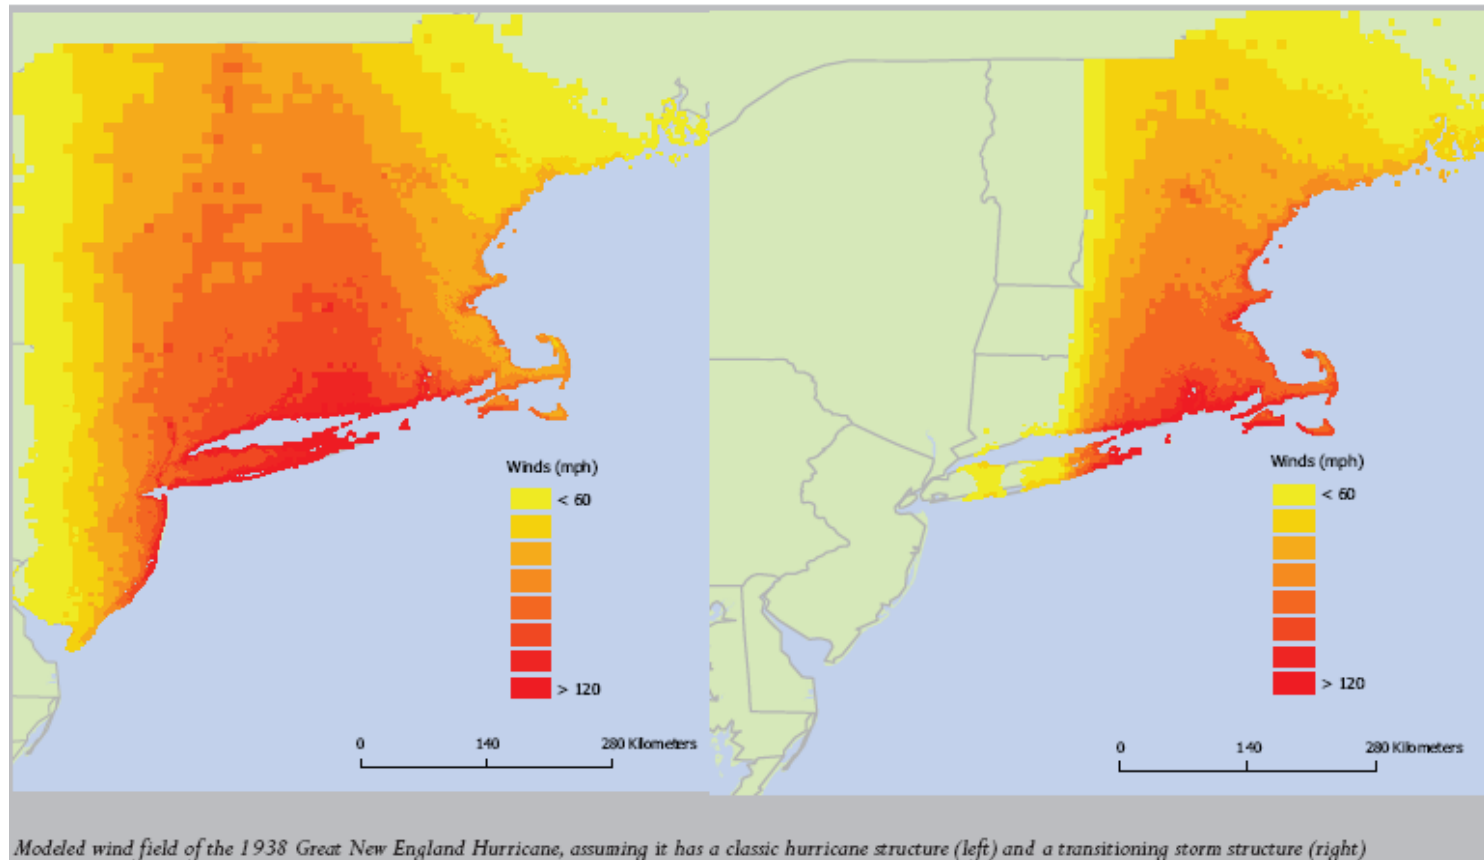 Winds (mph)
< 60
> 120
0 140 280 Kilometers
Winds (mph)
< 60
> 120
0 140 280 Kilometers
Modeled wind field of the 1938 Great New England Hurricane, assuming it has a classic hurricane structure (left) and a transitioning storm structure (right)